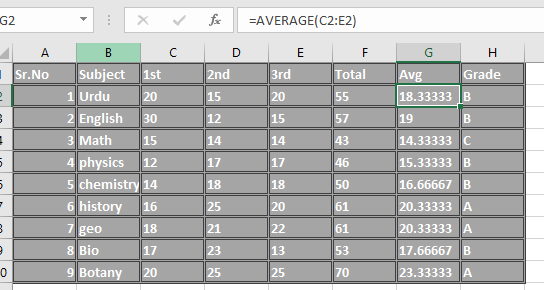 G2 fx =AVERAGE(C2:E2)
A B C D E F G H
1 Sr.No Subject 1st 2nd 3rd Total Avg Grade
2 1 Urdu 20 15 20 55 18.33333 B
3 2 English 30 12 15 57 19 B
4 3 Math 15 14 14 43 14.33333 C
5 4 physics 12 17 17 46 15.33333 B
6 5 chemistry 14 18 18 50 16.66667 B
7 6 history 16 25 20 61 20.33333 A
8 7 geo 18 21 22 61 20.33333 A
9 8 Bio 17 23 13 53 17.66667 B
10 9 Botany 20 25 25 70 23.33333 A